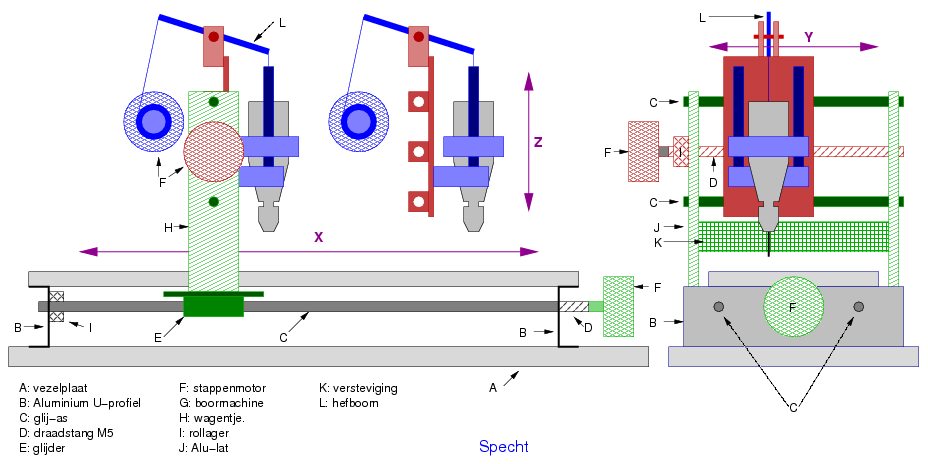 L
L
Y
C
Z
F
I
F
D
C
H
J
X
K
F
F
B
I
E
C
B
D
B
A
C
A: vezelplaat
B: Aluminium U-profiel
C: glij-as
D: draadstang M5
E: glijder
F: stappenmotor
G: boormachine
H: wagentje.
I: rollager
J: Alu-lat
K: versteviging
L: hefboom
Specht